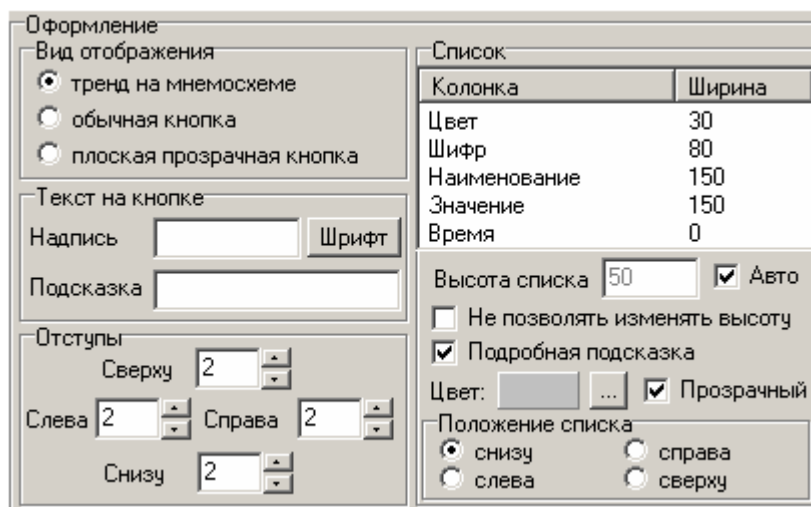 Оформление
Вид отображения
тренд на мнемосхеме
обычная кнопка
плоская прозрачная кнопка
Текст на кнопке
Надпись Шрифт
Подсказка
Отступы
Сверху 2
Слева 2 Справа 2
Снизу 2
Список
Колонка Ширина
Цвет 30
Шифр 80
Наименование 150
Значение 150
Время 0
Высота списка 50 Авто
Не позволять изменять высоту
Подробная подсказка
Цвет: ... Прозрачный
Положение списка
снизу справа
слева сверху